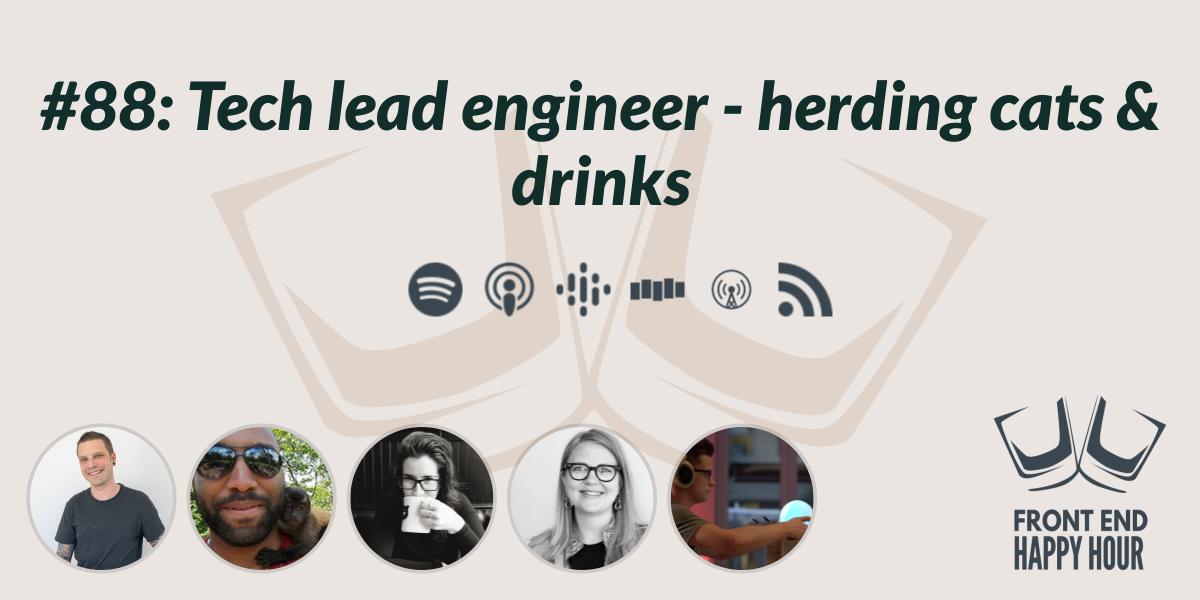 #88: Tech lead engineer - herding cats &
drinks
FRONT END
HAPPY HOUR